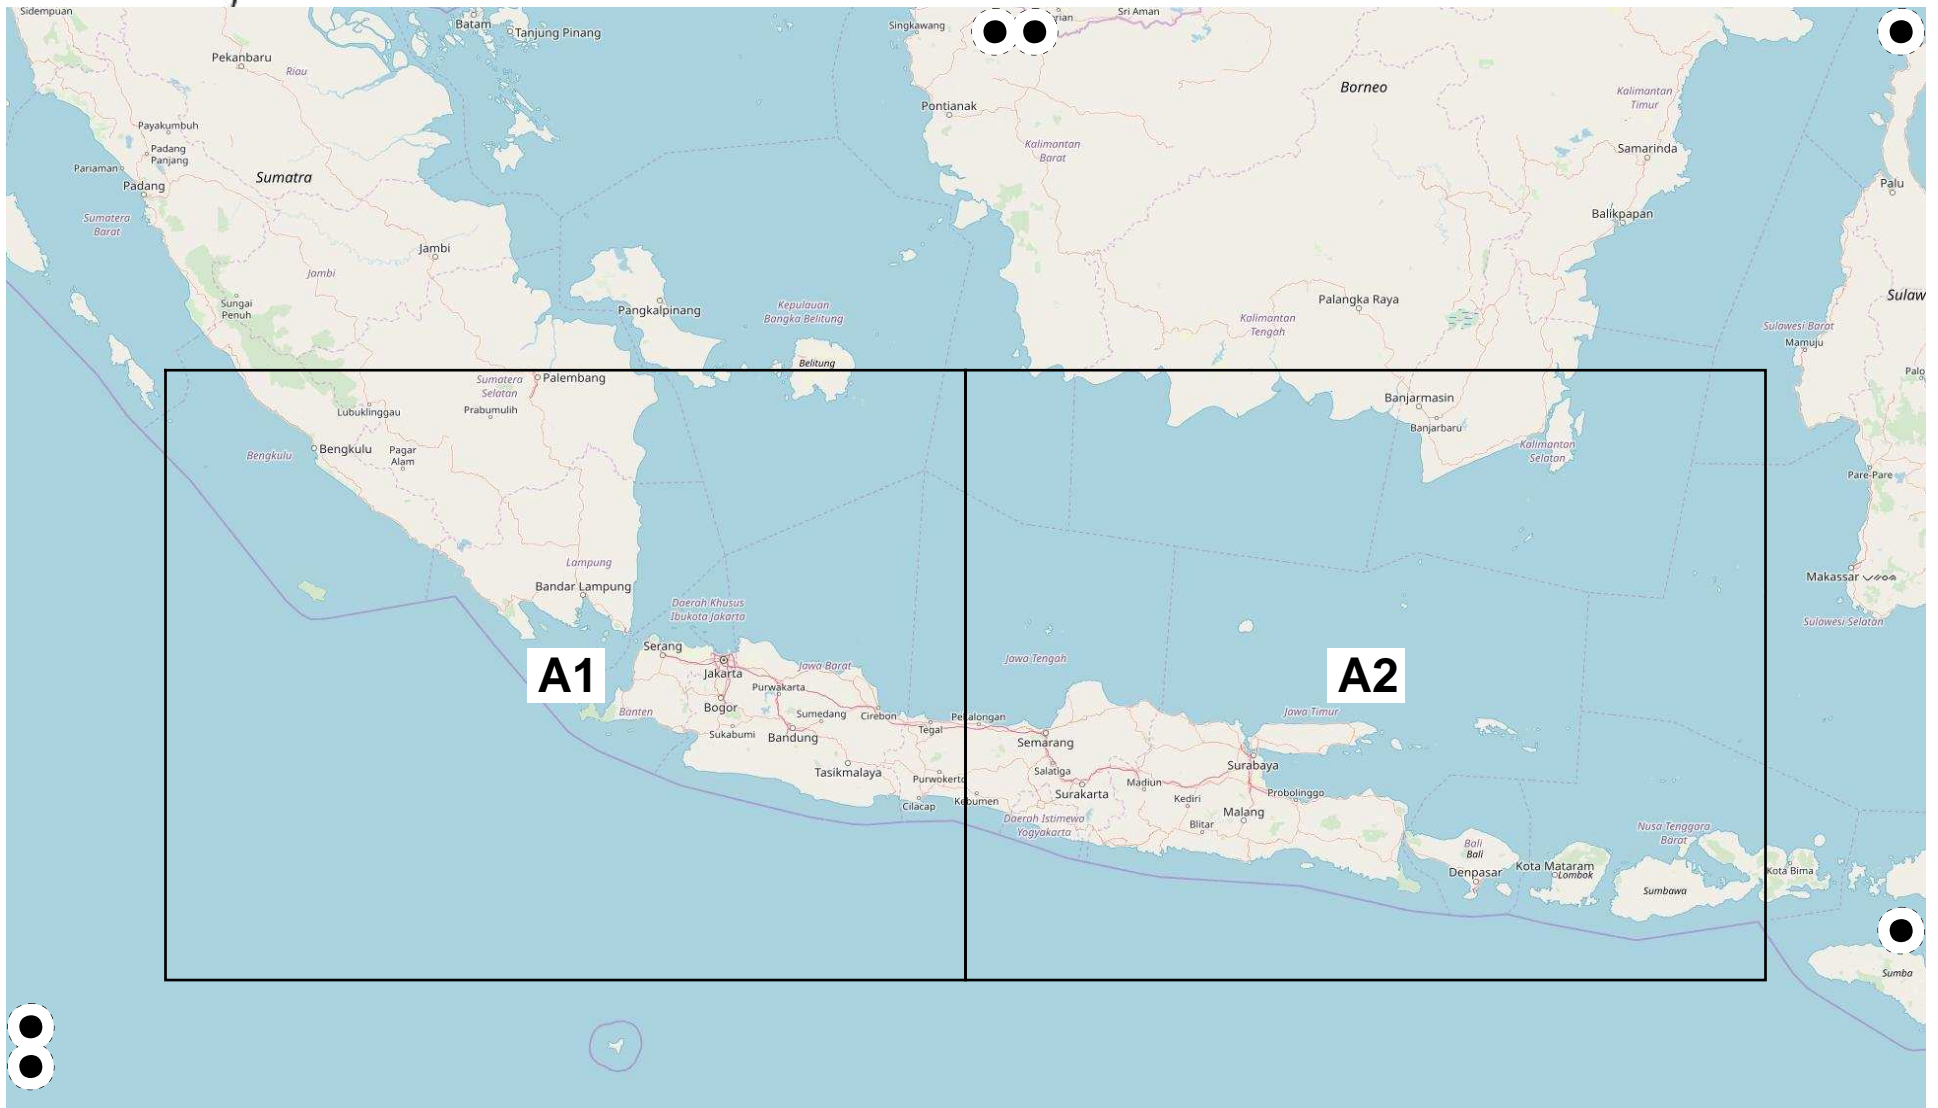 Sidempuan
Batam
Tanjung Pinang
Singkawang
Sri Aman
Pekanbaru
Riau
Borneo
Kalimantan
Timur
Pontianak
Payakumbuh
Padang
Panjang
Pariaman
Padang
Sumatra
Kalimantan
Barat
Samarinda
Palu
Sumatera
Barat
Balikpapan
Jambi
Jambi
Sungai
Penuh
Pangkalpinang
Kepulauan
Bangka Belitung
Palangka Raya
Kalimantan
Tengah
Sulaw
Sulawesi Barat
Mamuju
Belitung
Palo
Sumatera
Selatan
Palembang
Lubuklinggau
Prabumulih
Banjarmasin
Banjarbaru
Bengkulu
Bengkulu
Pagar
Alam
Kalimantan
Selatan
Pare-Pare
Lampung
Bandar Lampung
Makassar
Daerah Khusus
Ibukota Jakarta
Sulawesi Selatan
Serang
Jakarta
Jawa Barat
Jawa Tengah
A1
A2
Purwakarta
Banten
Bogor
Sumedang
Cirebon
Pekalongan
Jawa Timur
Sukabumi
Bandung
Tegal
Semarang
Tasikmalaya
Purwokerto
Salatiga
Surabaya
Madiun
Surakarta
Kediri
Probolinggo
Cilacap
Kebumen
Malang
Daerah Istimewa
Yogyakarta
Blitar
Nusa Tenggara
Barat
Bali
Bali
Denpasar
Kota Mataram
Lombok
Kota Bima
Sumbawa
Sumba